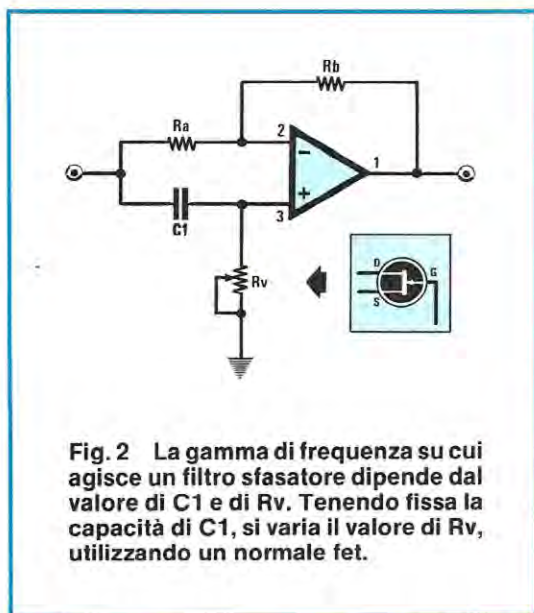 Rb
Ra
2
1
3
C1
Rv
D
G
S
Fig. 2 La gamma di frequenza su cui
agisce un filtro sfasatore dipende dal
valore di C1 e di Rv. Tenendo fissa la
capacità di C1, si varia il valore di Rv,
utilizzando un normale fet.